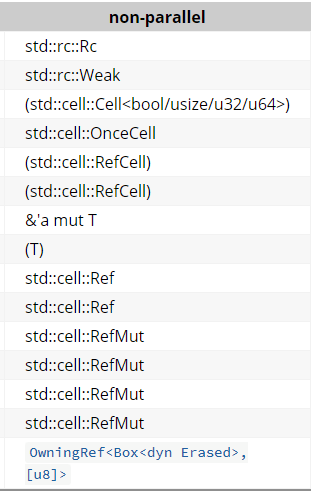 non-parallel
std::rc::Rc
std::rc::Weak
(std::cell::Cell<bool/usize/u32/u64>)
std::cell::OnceCell
(std::cell::RefCell)
(std::cell::RefCell)
&'a mut T
(T)
std::cell::Ref
std::cell::Ref
std::cell::RefMut
std::cell::RefMut
std::cell::RefMut
std::cell::RefMut
OwningRef<Box<dyn Erased>,
[u8]>